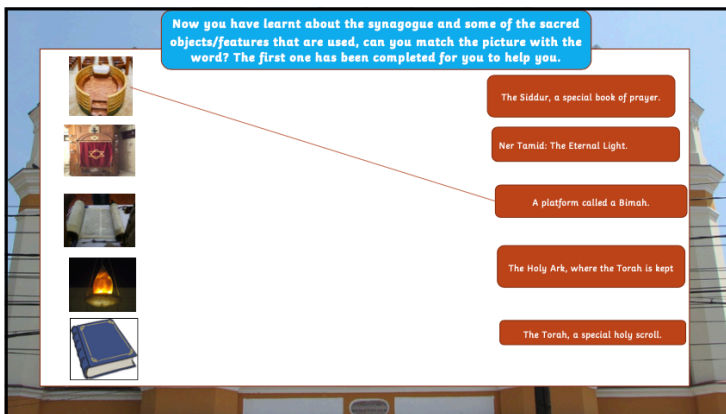 Now you have learnt about the synagogue and some of the sacred
objects/features that are used, can you match the picture with the
word? The first one has been completed for you to help you.
The Siddur, a special book of prayer.
Ner Tamid: The Eternal Light.
A platform called a Bimah.
The Holy Ark, where the Torah is kept
The Torah, a special holy scroll.